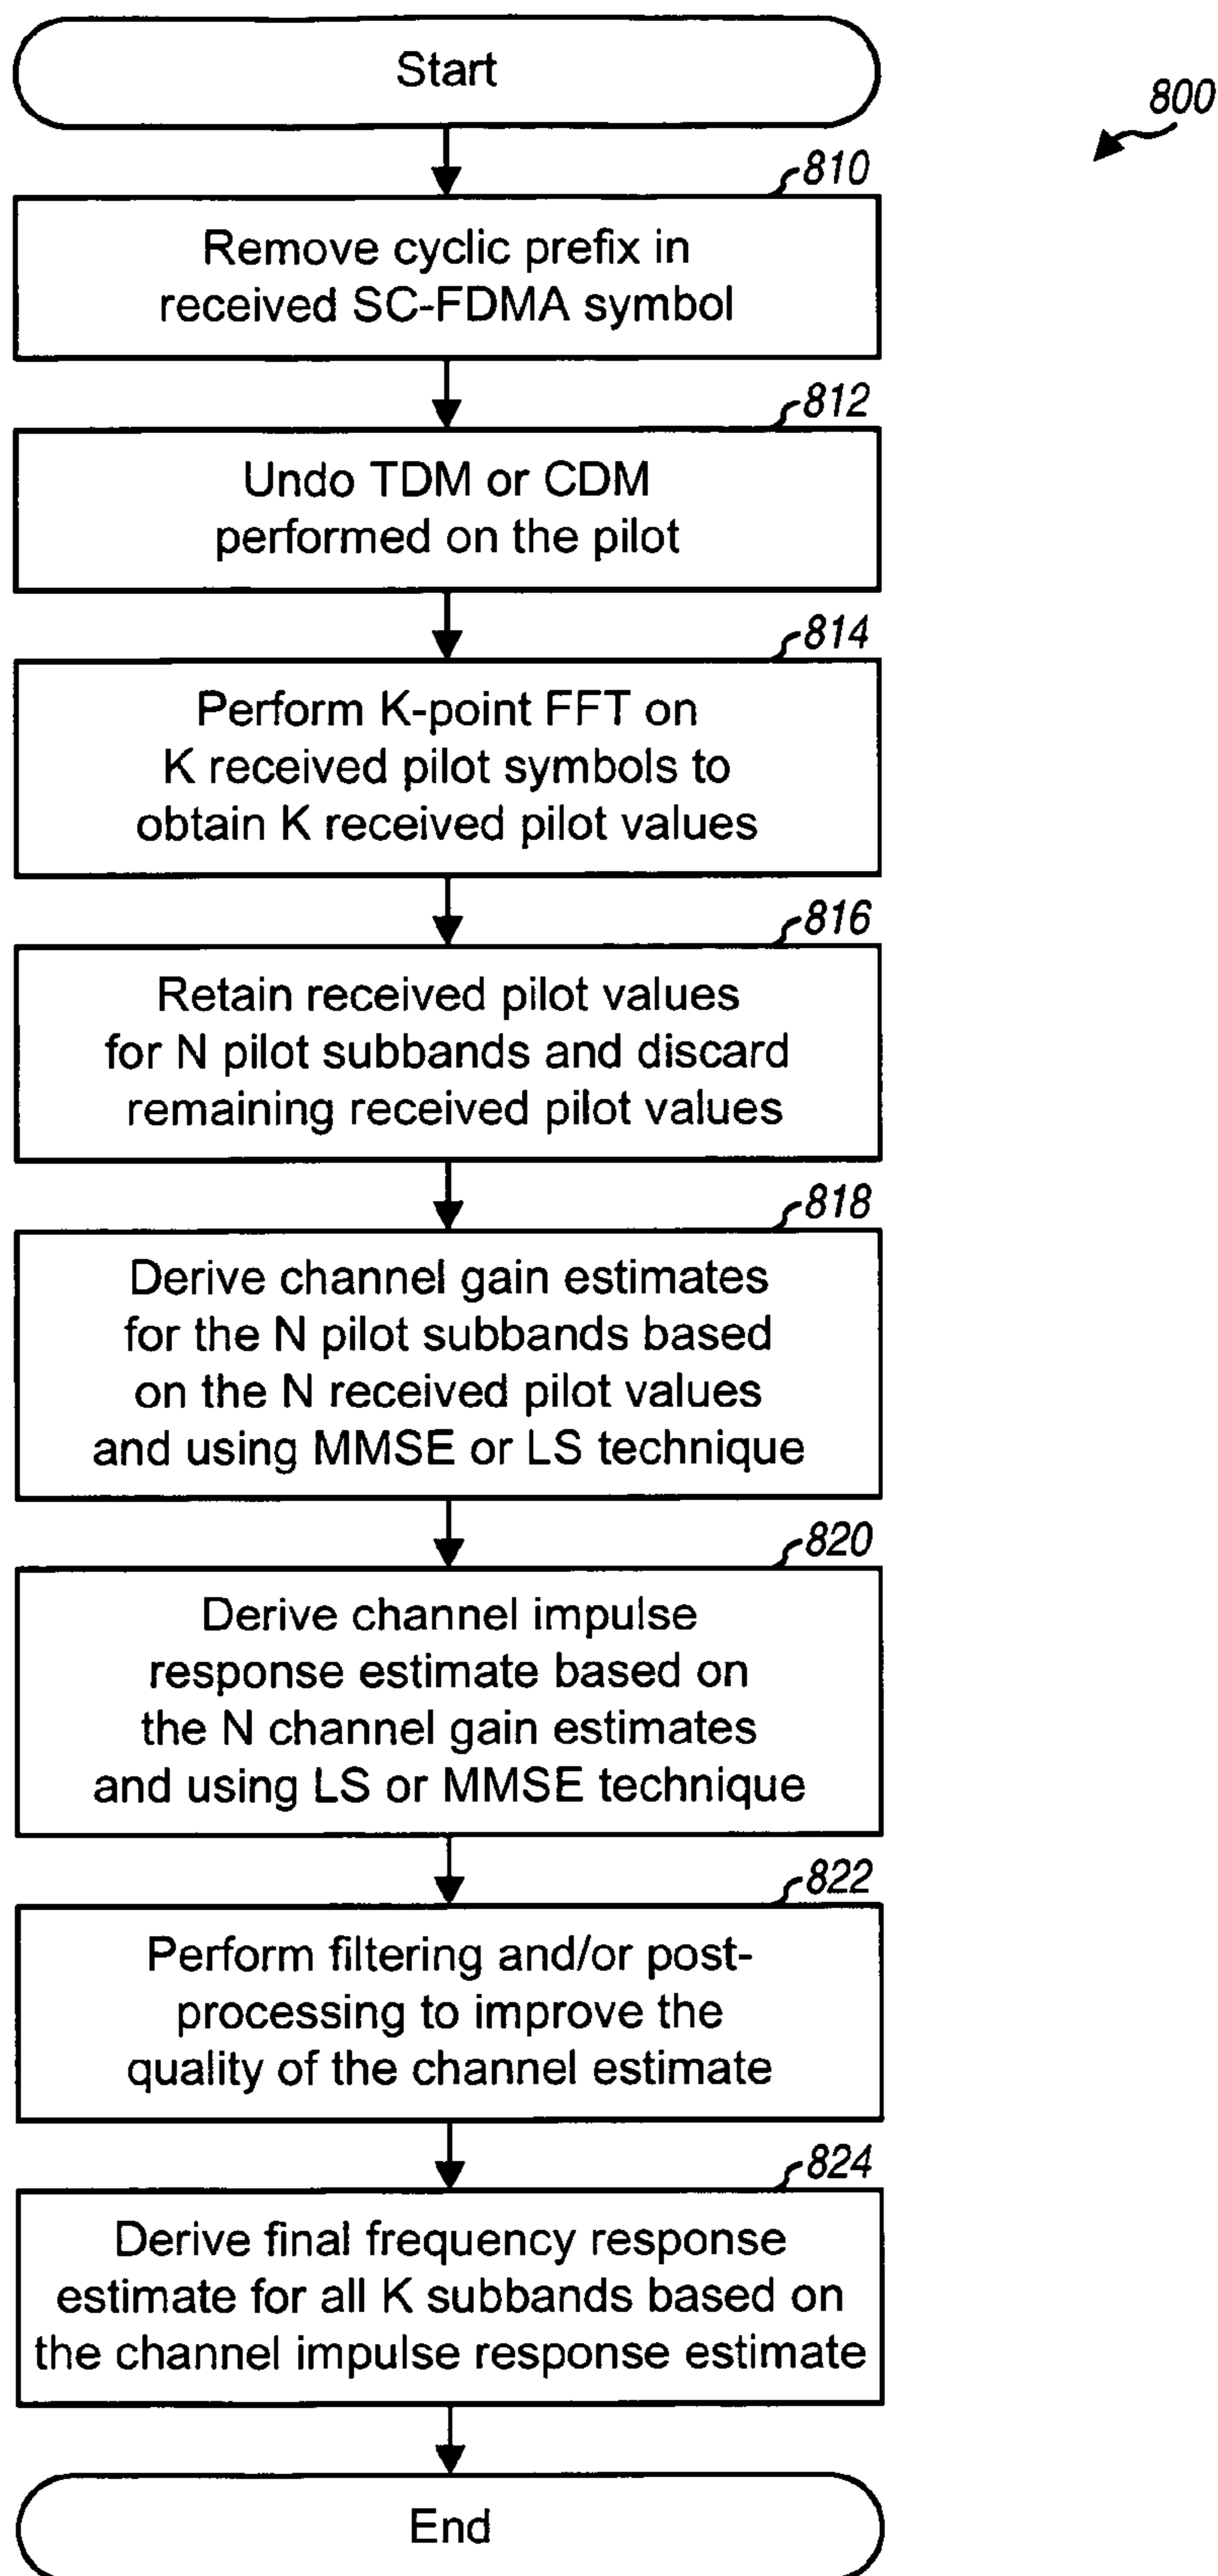 Start
800
810
Remove cyclic prefix in
received SC-FDMA symbol
812
Undo TDM or CDM
performed on the pilot
814
Perform K-point FFT on
K received pilot symbols to
obtain K received pilot values
816
Retain received pilot values
for N pilot subbands and discard
remaining received pilot values
818
Derive channel gain estimates
for the N pilot subbands based
on the N received pilot values
and using MMSE or LS technique
820
Derive channel impulse
response estimate based on
the N channel gain estimates
and using LS or MMSE technique
822
Perform filtering and/or post-
processing to improve the
quality of the channel estimate
824
Derive final frequency response
estimate for all K subbands based on
the channel impulse response estimate
End